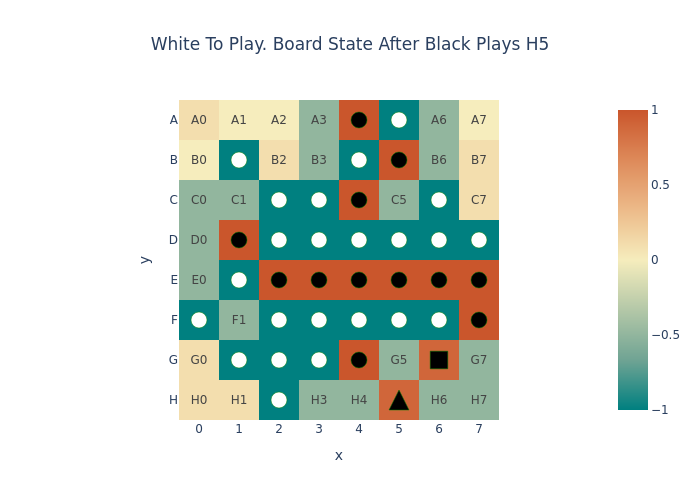 White To Play. Board State After Black Plays H5
A A0 A1 A2 A3 A6 A7 1
B B0 B2 B3 B6 B7
C C0 C1 C5 C7 0.5
D D0
y 0
E E0
F F1 −0.5
G G0 G5 G7
H H0 H1 H3 H4 H6 H7 −1
0 1 2 3 4 5 6 7
x